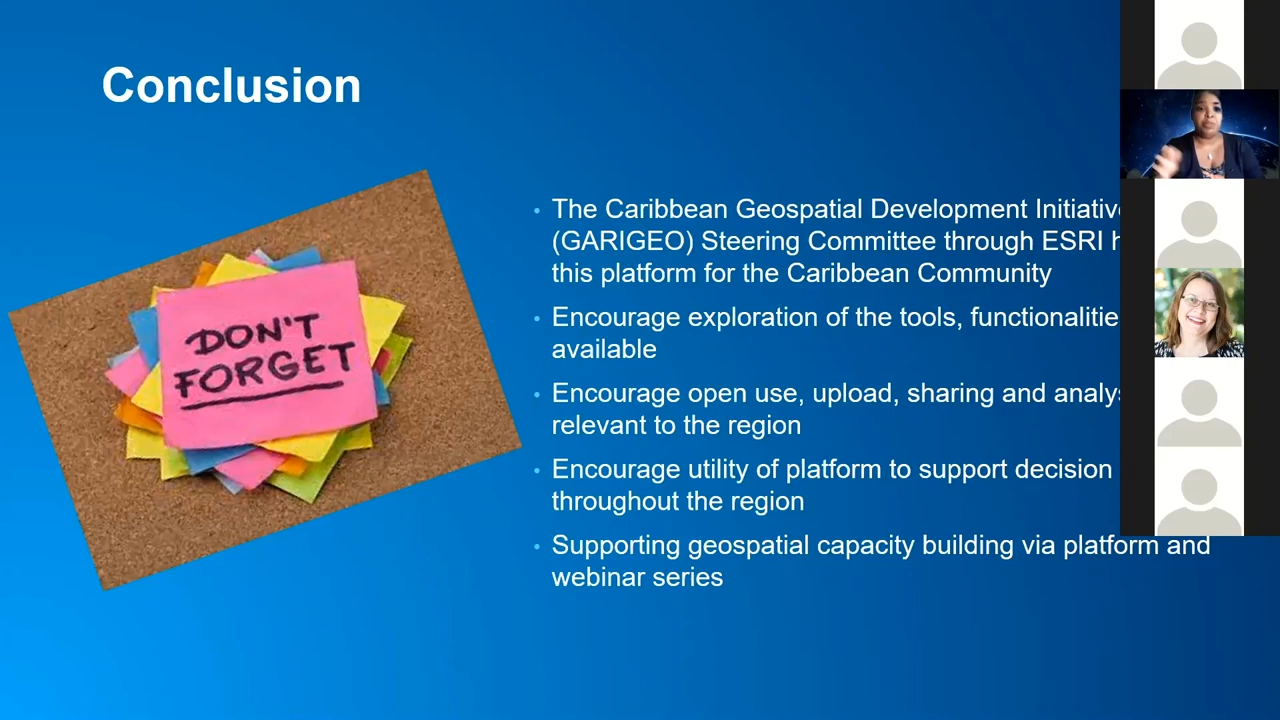 Conclusion
DON'T
FORGET
The Caribbean Geospatial Development Initiative
(GARIGEO) Steering Committee through ESRI
this platform for the Caribbean Community
Encourage exploration of the tools,
available
Encourage open use, upload, sharing and
relevant to the region
Encourage utility of platform to support decision
throughout the region
Supporting geospatial capacity building via platform and
webinar series